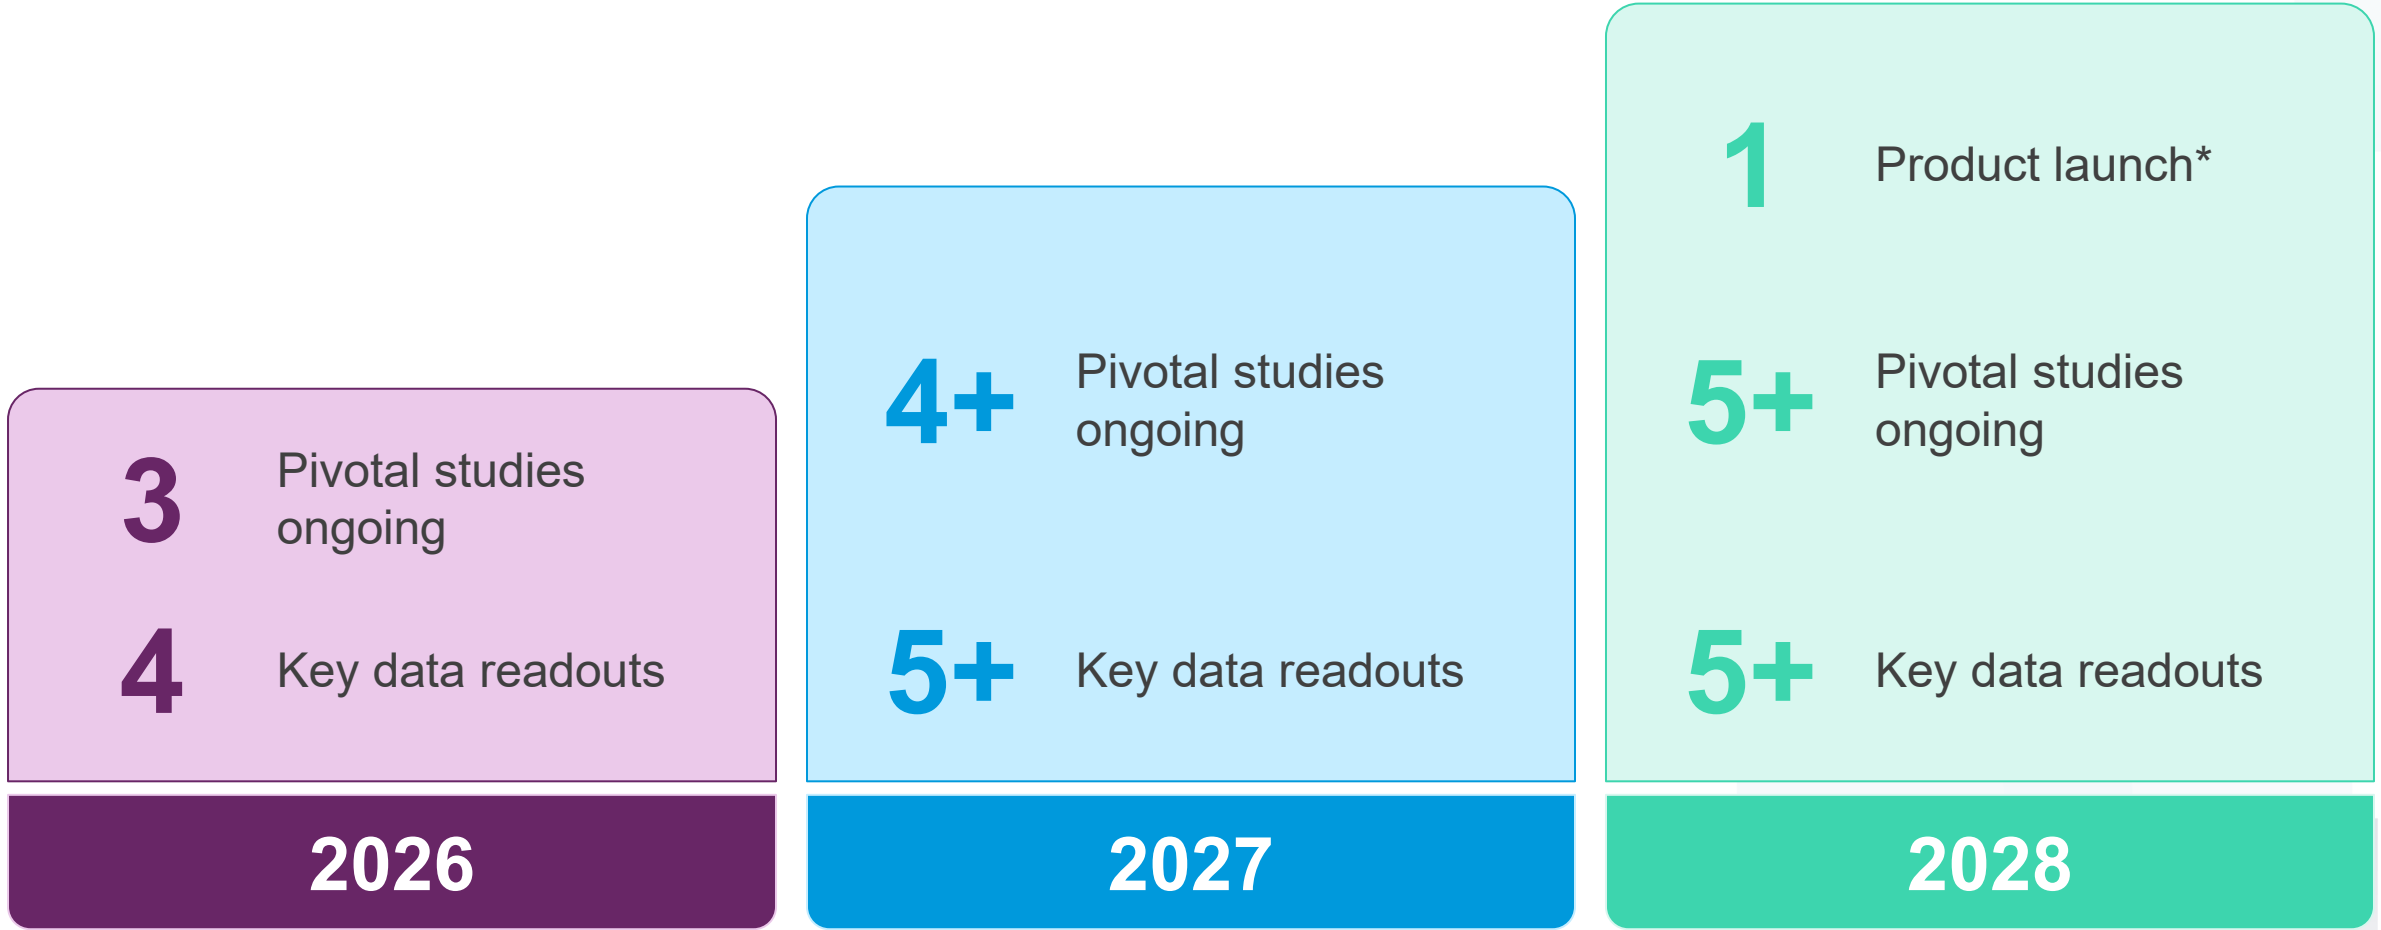 3
Pivotal studies
ongoing
4
Key data readouts
2026
4+
Pivotal studies
ongoing
5+
Key data readouts
2027
1
Product launch*
5+
Pivotal studies
ongoing
5+
Key data readouts
2028